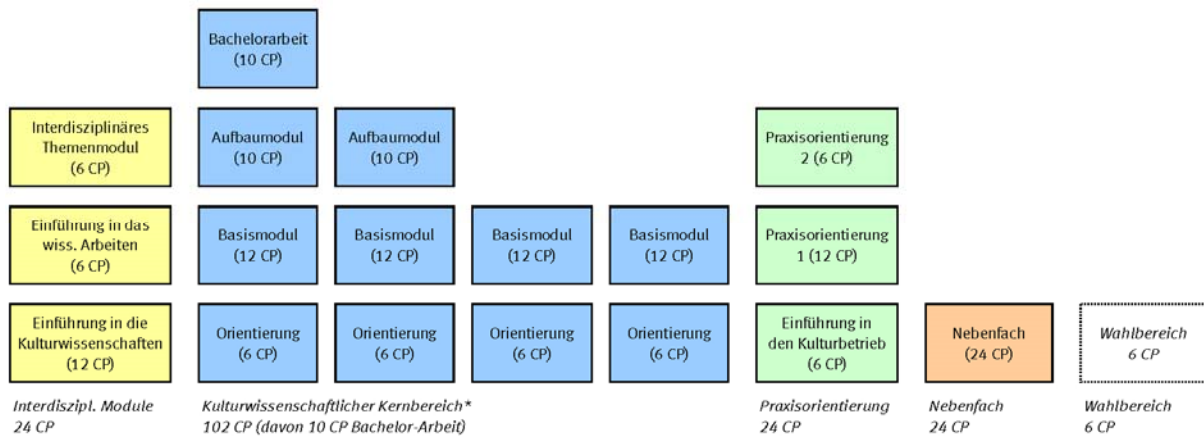 Bachelorarbeit
(10 CP)
Interdisziplinäres
Themenmodul
(6 CP)
Aufbaumodul
(10 CP)
Aufbaumodul
(10 CP)
Praxisorientierung
2 (6 CP)
Einführung in das
wiss. Arbeiten
(6 CP)
Basismodul
(12 CP)
Basismodul
(12 CP)
Basismodul
(12 CP)
Basismodul
(12 CP)
Praxisorientierung
1 (12 CP)
Einführung in die
Kulturwissenschaften
(12 CP)
Orientierung
(6 CP)
Orientierung
(6 CP)
Orientierung
(6 CP)
Orientierung
(6 CP)
Einführung in
den Kulturbetrieb
(6 CP)
Nebenfach
(24 CP)
Wahlbereich
6 CP
Interdiszipl. Module
24 CP
Kulturwissenschaftlicher Kernbereich*
102 CP (davon 10 CP Bachelor-Arbeit)
Praxisorientierung
24 CP
Nebenfach
24 CP
Wahlbereich
6 CP